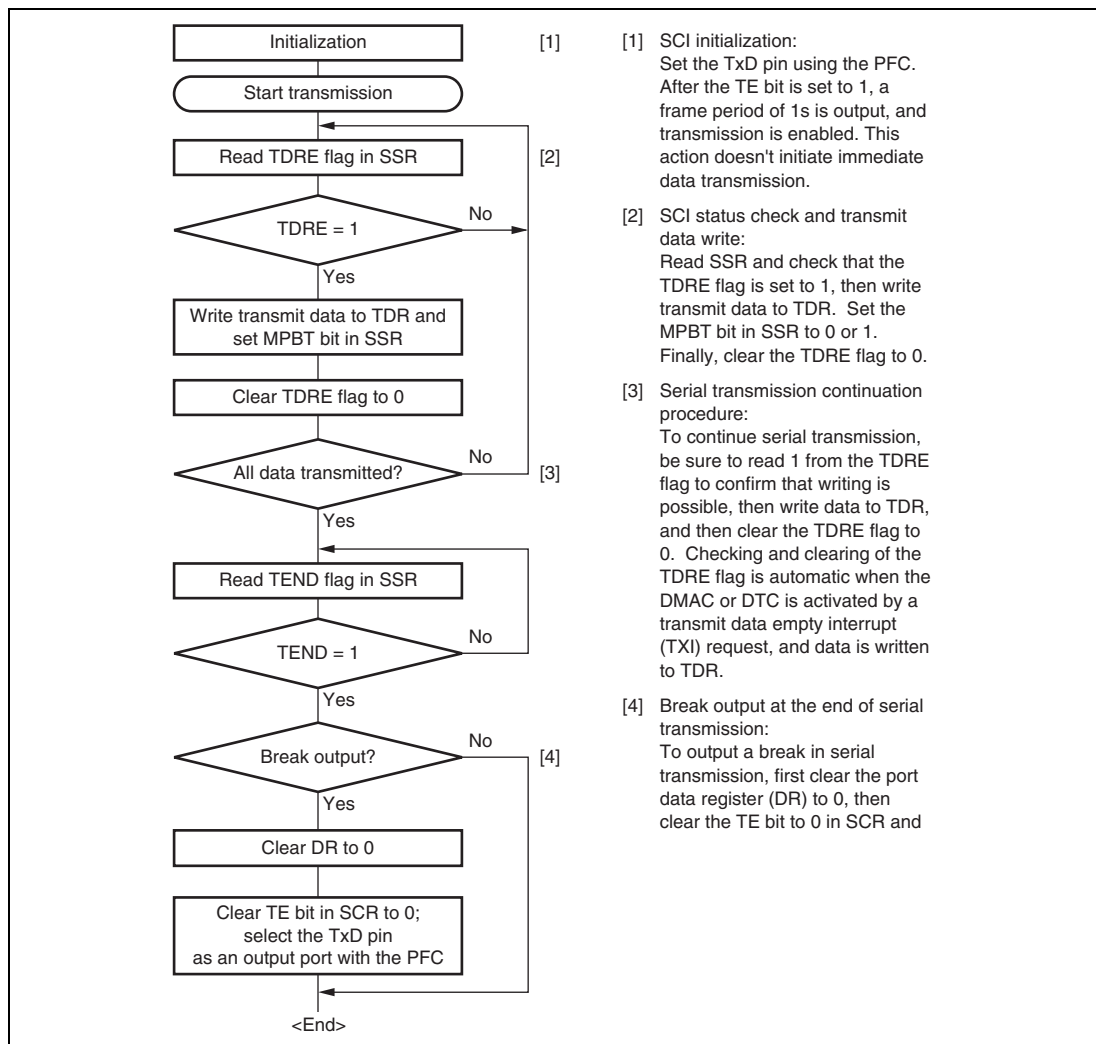 Initialization
[1]
Start transmission
Read TDRE flag in SSR
[2]
TDRE = 1
No
Yes
Write transmit data to TDR and
set MPBT bit in SSR
Clear TDRE flag to 0
All data transmitted?
No
[3]
Yes
Read TEND flag in SSR
TEND = 1
No
Yes
Break output?
No
[4]
Yes
Clear DR to 0
Clear TE bit in SCR to 0;
select the TxD pin
as an output port with the PFC
<End>
[1] SCI initialization:
Set the TxD pin using the PFC.
After the TE bit is set to 1, a
frame period of 1s is output, and
transmission is enabled. This
action doesn't initiate immediate
data transmission.
[2] SCI status check and transmit
data write:
Read SSR and check that the
TDRE flag is set to 1, then write
transmit data to TDR. Set the
MPBT bit in SSR to 0 or 1.
Finally, clear the TDRE flag to 0.
[3] Serial transmission continuation
procedure:
To continue serial transmission,
be sure to read 1 from the TDRE
flag to confirm that writing is
possible, then write data to TDR,
and then clear the TDRE flag to
0. Checking and clearing of the
TDRE flag is automatic when the
DMAC or DTC is activated by a
transmit data empty interrupt
(TXI) request, and data is written
to TDR.
[4] Break output at the end of serial
transmission:
To output a break in serial
transmission, first clear the port
data register (DR) to 0, then
clear the TE bit to 0 in SCR and